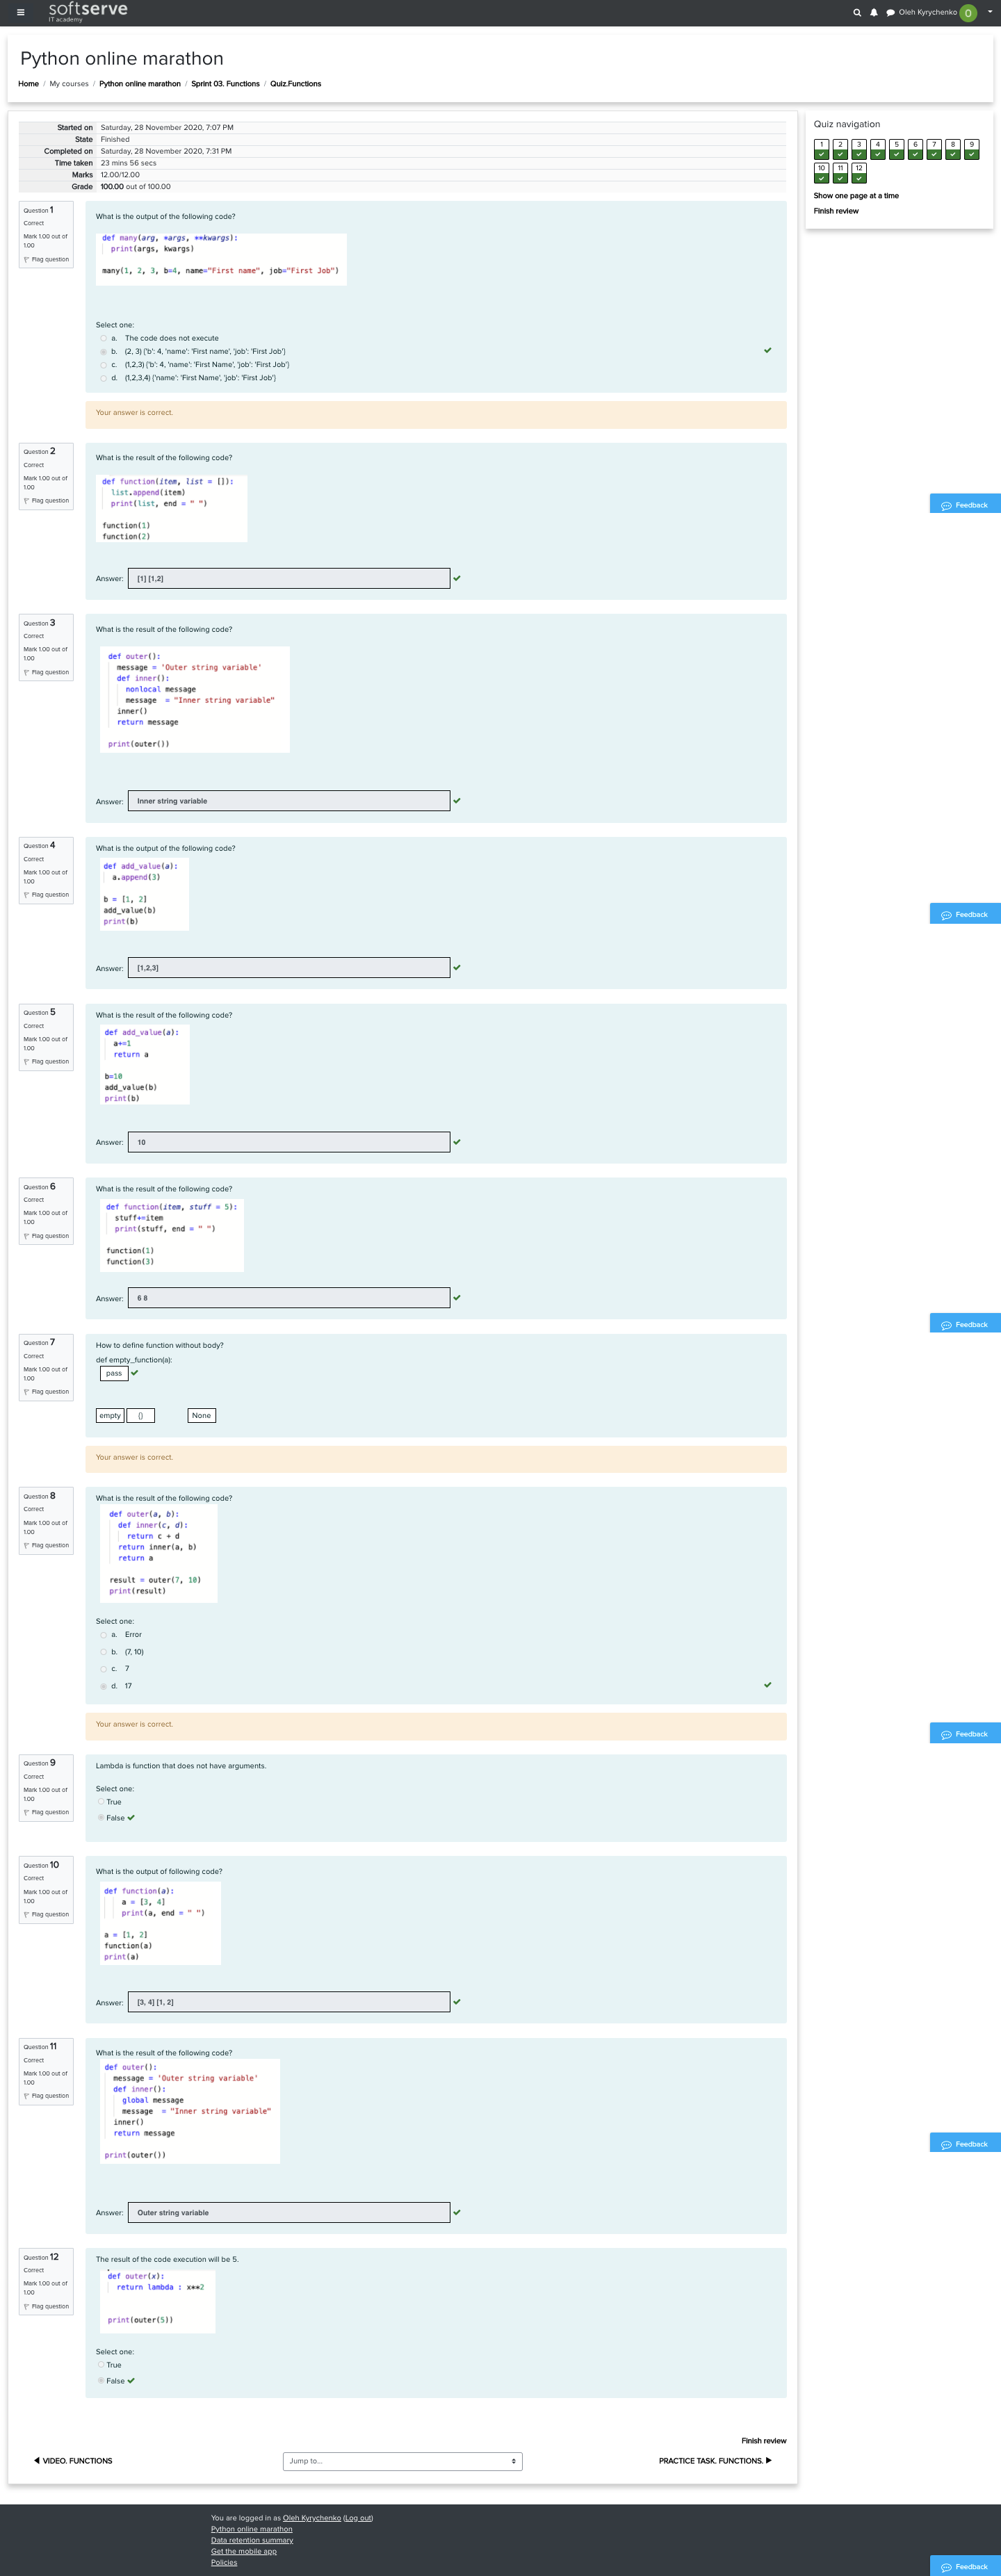 softserve
IT academy
Oleh Kyrychenko O
Python online marathon
Home / My courses / Python online marathon / Sprint 03. Functions / Quiz.Functions
Started on Saturday, 28 November 2020, 7:07 PM
State Finished
Completed on Saturday, 28 November 2020, 7:31 PM
Time taken 23 mins 56 secs
Marks 12.00/12.00
Grade 100.00 out of 100.00
Quiz navigation
1 2 3 4 5 6 7 8 9
10 11 12
Show one page at a time
Finish review
Question 1
Correct
Mark 1.00 out of
1.00
Flag question
What is the output of the following code?
def many(arg, *args, **kwargs):
print(args, kwargs)
many(1, 2, 3, b=4, name="First name", job="First Job")
Select one:
a. The code does not execute
b. (2, 3) {'b': 4, 'name': 'First name', 'job': 'First Job'}
c. (1,2,3) {'b': 4, 'name': 'First Name', 'job': 'First Job'}
d. (1,2,3,4) {'name': 'First Name', 'job': 'First Job'}
Your answer is correct.
Question 2
Correct
Mark 1.00 out of
1.00
Flag question
What is the result of the following code?
def function(item, list = []):
list.append(item)
print(list, end = " ")
function(1)
function(2)
Answer: [1] [1,2]
Feedback
Question 3
Correct
Mark 1.00 out of
1.00
Flag question
What is the result of the following code?
def outer():
message = 'Outer string variable'
def inner():
nonlocal message
message = "Inner string variable"
inner()
return message
print(outer())
Answer: Inner string variable
Question 4
Correct
Mark 1.00 out of
1.00
Flag question
What is the output of the following code?
def add_value(a):
a.append(3)
b = [1, 2]
add_value(b)
print(b)
Answer: [1,2,3]
Feedback
Question 5
Correct
Mark 1.00 out of
1.00
Flag question
What is the result of the following code?
def add_value(a):
a+=1
return a
b=10
add_value(b)
print(b)
Answer: 10
Question 6
Correct
Mark 1.00 out of
1.00
Flag question
What is the result of the following code?
def function(item, stuff = 5):
stuff+=item
print(stuff, end = " ")
function(1)
function(3)
Answer: 6 8
Feedback
Question 7
Correct
Mark 1.00 out of
1.00
Flag question
How to define function without body?
def empty_function(a):
pass
empty {} None
Your answer is correct.
Question 8
Correct
Mark 1.00 out of
1.00
Flag question
What is the result of the following code?
def outer(a, b):
def inner(c, d):
return c + d
return inner(a, b)
return a
result = outer(7, 10)
print(result)
Select one:
a. Error
b. (7, 10)
c. 7
d. 17
Your answer is correct.
Feedback
Question 9
Correct
Mark 1.00 out of
1.00
Flag question
Lambda is function that does not have arguments.
Select one:
True
False
Question 10
Correct
Mark 1.00 out of
1.00
Flag question
What is the output of following code?
def function(a):
a = [3, 4]
print(a, end = " ")
a = [1, 2]
function(a)
print(a)
Answer: [3, 4] [1, 2]
Question 11
Correct
Mark 1.00 out of
1.00
Flag question
What is the result of the following code?
def outer():
message = 'Outer string variable'
def inner():
global message
message = "Inner string variable"
inner()
return message
print(outer())
Answer: Outer string variable
Feedback
Question 12
Correct
Mark 1.00 out of
1.00
Flag question
The result of the code execution will be 5.
def outer(x):
return lambda : x**2
print(outer(5))
Select one:
True
False
Finish review
VIDEO. FUNCTIONS
Jump to...
PRACTICE TASK. FUNCTIONS.
You are logged in as Oleh Kyrychenko (Log out)
Python online marathon
Data retention summary
Get the mobile app
Policies
Feedback